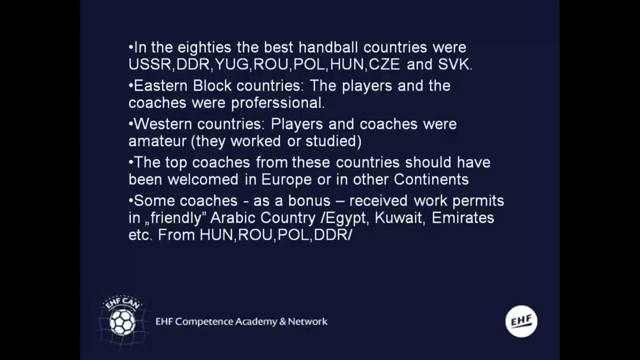 •In the eighties the best handball countries were
USSR,DDR,YUG,ROU,POL,HUN,CZE and SVK.
•Eastern Block countries: The players and the
coaches were proferssional.
•Western countries: Players and coaches were
amateur (they worked or studied)
•The top coaches from these countries should have
been welcomed in Europe or in other Continents
•Some coaches - as a bonus – received work permits
in „friendly” Arabic Country /Egypt, Kuwait, Emirates
etc. From HUN,ROU,POL,DDR/
EHF CAN
EHF Competence Academy & Network
EHF